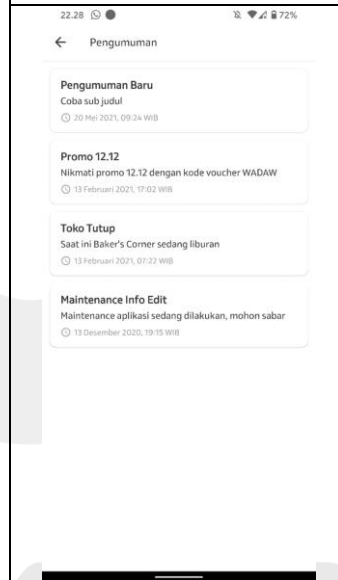 22.28 72%
Pengumuman
Pengumuman Baru
Coba sub judul
20 Mei 2021, 09:24 WIB
Promo 12.12
Nikmati promo 12.12 dengan kode voucher WADAW
13 Februari 2021, 17:02 WIB
Toko Tutup
Saat ini Baker's Corner sedang liburan
13 Februari 2021, 07:22 WIB
Maintenance Info Edit
Maintenance aplikasi sedang dilakukan, mohon sabar
13 Desember 2020, 19:15 WIB